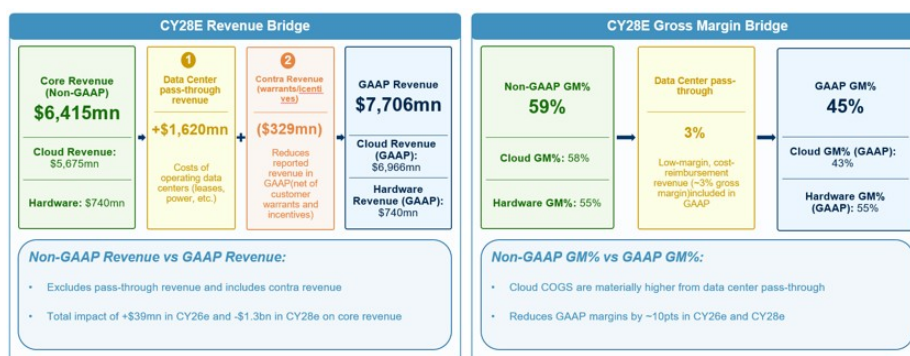 CY28E Revenue Bridge
Core Revenue
(Non-GAAP)
$6,415mn
Cloud Revenue:
$5,675mn
Hardware: $740mn
1
Data Center
pass-through
revenue
+$1,620mn
Costs of
operating data
centers (leases,
power, etc.)
+
2
Contra Revenue
(warrants/icenti
ves)
($329mn)
Reduces
reported
revenue in
GAAP(net of
customer
warrants and
incentives)
GAAP Revenue
$7,706mn
Cloud Revenue
(GAAP):
$6,966mn
Hardware
Revenue (GAAP):
$740mn
Non-GAAP Revenue vs GAAP Revenue:
• Excludes pass-through revenue and includes contra revenue
• Total impact of +$39mn in CY26e and -$1.3bn in CY28e on core revenue
CY28E Gross Margin Bridge
Non-GAAP GM%
59%
Cloud GM%: 58%
Hardware GM%: 55%
Data Center pass-
through
3%
Low-margin, cost-
reimbursement
revenue (~3% gross
margin)included in
GAAP
GAAP GM%
45%
Cloud GM% (GAAP):
43%
Hardware GM%
(GAAP): 55%
Non-GAAP GM% vs GAAP GM%:
• Cloud COGS are materially higher from data center pass-through
• Reduces GAAP margins by ~10pts in CY26e and CY28e